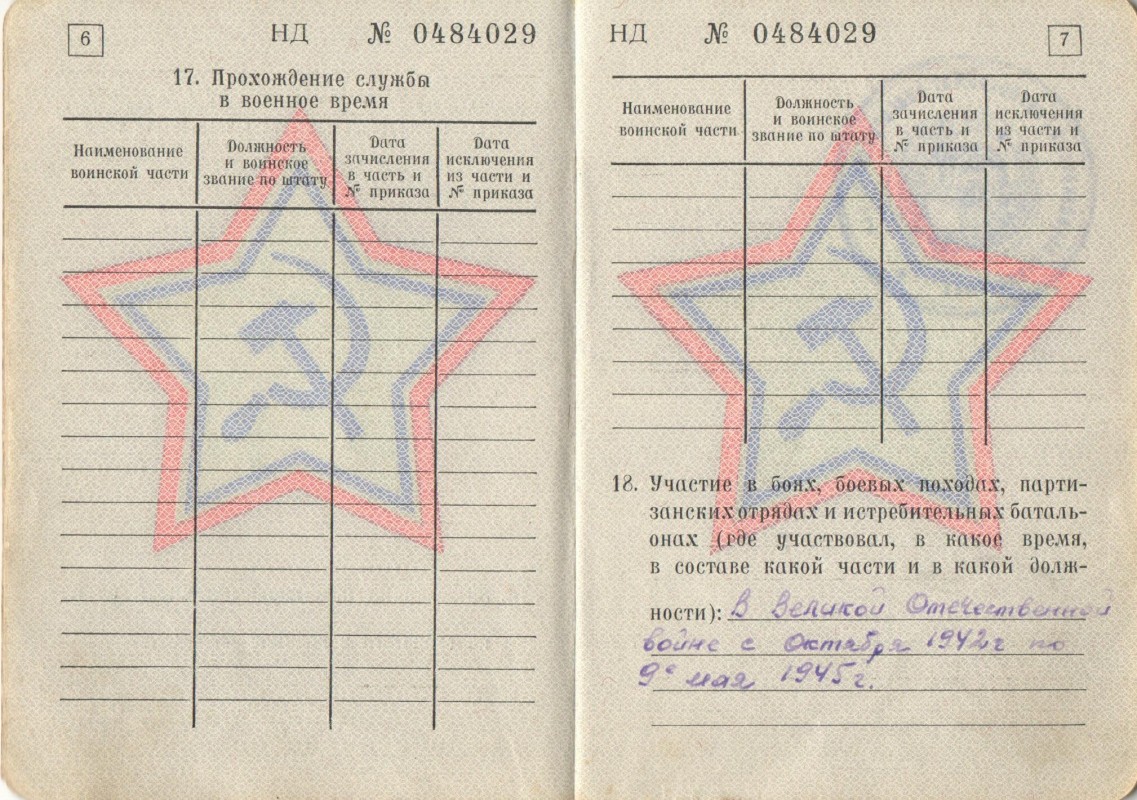 6
НД № 0484029
17. Прохождение службы
в военное время
Наименование
воинской части
Должность
и воинское
звание по штату
Дата
зачисления
в часть и
№ приказа
Дата
исключения
из части и
№ приказа
НД № 0484029
7
Наименование
воинской части
Должность
и воинское
звание по штату
Дата
зачисления
в часть и
№ приказа
Дата
исключения
из части и
№ приказа
18. Участие в боях, боевых походах, парти-
занских отрядах и истребительных баталь-
онах (где участвовал, в какое время,
в составе какой части и в какой долж-
ности): В Великой Отечественной
войне с октября 1942г по
9е мая 1945г.